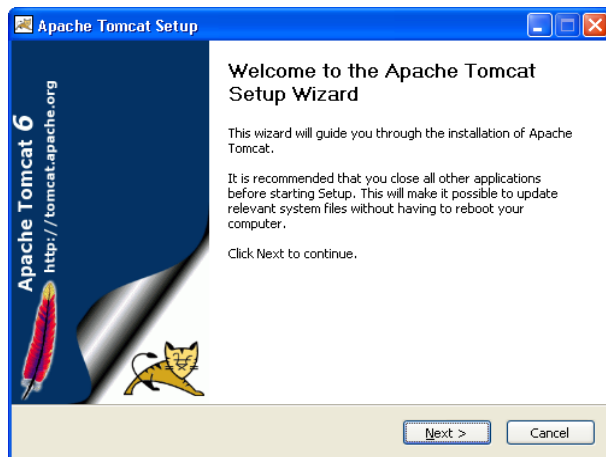 Apache Tomcat Setup
Apache Tomcat 6
http://tomcat.apache.org
Welcome to the Apache Tomcat
Setup Wizard
This wizard will guide you through the installation of Apache
Tomcat.
It is recommended that you close all other applications
before starting Setup. This will make it possible to update
relevant system files without having to reboot your
computer.
Click Next to continue.
Next >
Cancel